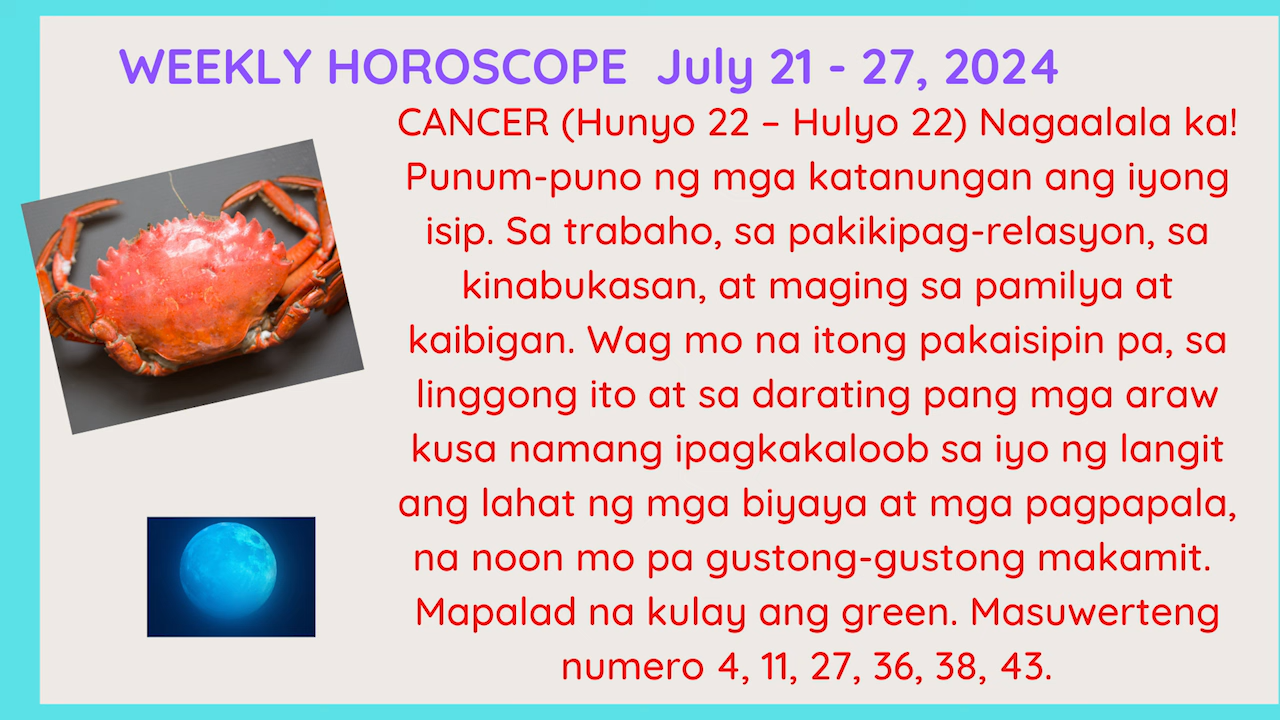 WEEKLY HOROSCOPE July 21 - 27, 2024
CANCER (Hunyo 22 – Hulyo 22) Nagaalala ka!
Punum-puno ng mga katanungan ang iyong
isip. Sa trabaho, sa pakikipag-relasyon, sa
kinabukasan, at maging sa pamilya at
kaibigan. Wag mo na itong pakaisipin pa, sa
linggong ito at sa darating pang mga araw
kusa namang ipagkakaloob sa iyo ng langit
ang lahat ng mga biyaya at mga pagpapala,
na noon mo pa gustong-gustong makamit.
Mapalad na kulay ang green. Masuwerteng
numero 4, 11, 27, 36, 38, 43.